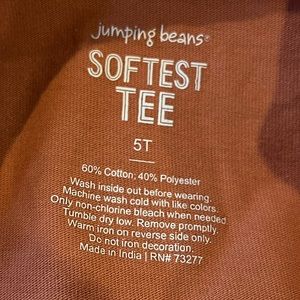 jumping beans®
SOFTEST
TEE
5T
60% Cotton; 40% Polyester
Wash inside out before wearing.
Machine wash cold with like colors.
Only non-chlorine bleach when needed.
Tumble dry low. Remove promptly.
Warm iron on reverse side only.
Do not iron decoration.
Made in India | RN# 73277